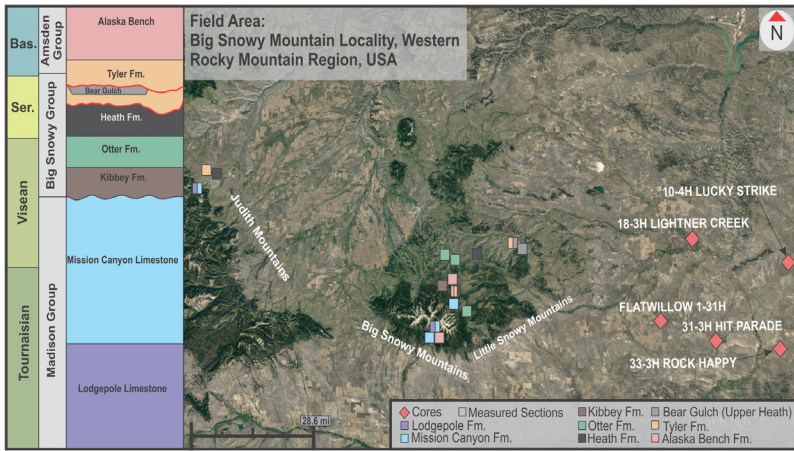 Field Area:
Big Snowy Mountain Locality, Western
Rocky Mountain Region, USA
N
Bas.
Ser.
Visean
Tournaisian
Amsden
Group
Big Snowy Group
Madison Group
Alaska Bench
Tyler Fm.
Bear Gulch
Heath Fm.
Otter Fm.
Kibbey Fm.
Mission Canyon Limestone
Lodgepole Limestone
Judith Mountains
Big Snowy Mountains
Little Snowy Mountains
10-4H LUCKY STRIKE
18-3H LIGHTNER CREEK
FLATWILLOW 1-31H
31-3H HIT PARADE
33-3H ROCK HAPPY
28.6 mi
Cores
Measured Sections
Lodgepole Fm.
Mission Canyon Fm.
Kibbey Fm.
Otter Fm.
Heath Fm.
Bear Gulch (Upper Heath)
Tyler Fm.
Alaska Bench Fm.